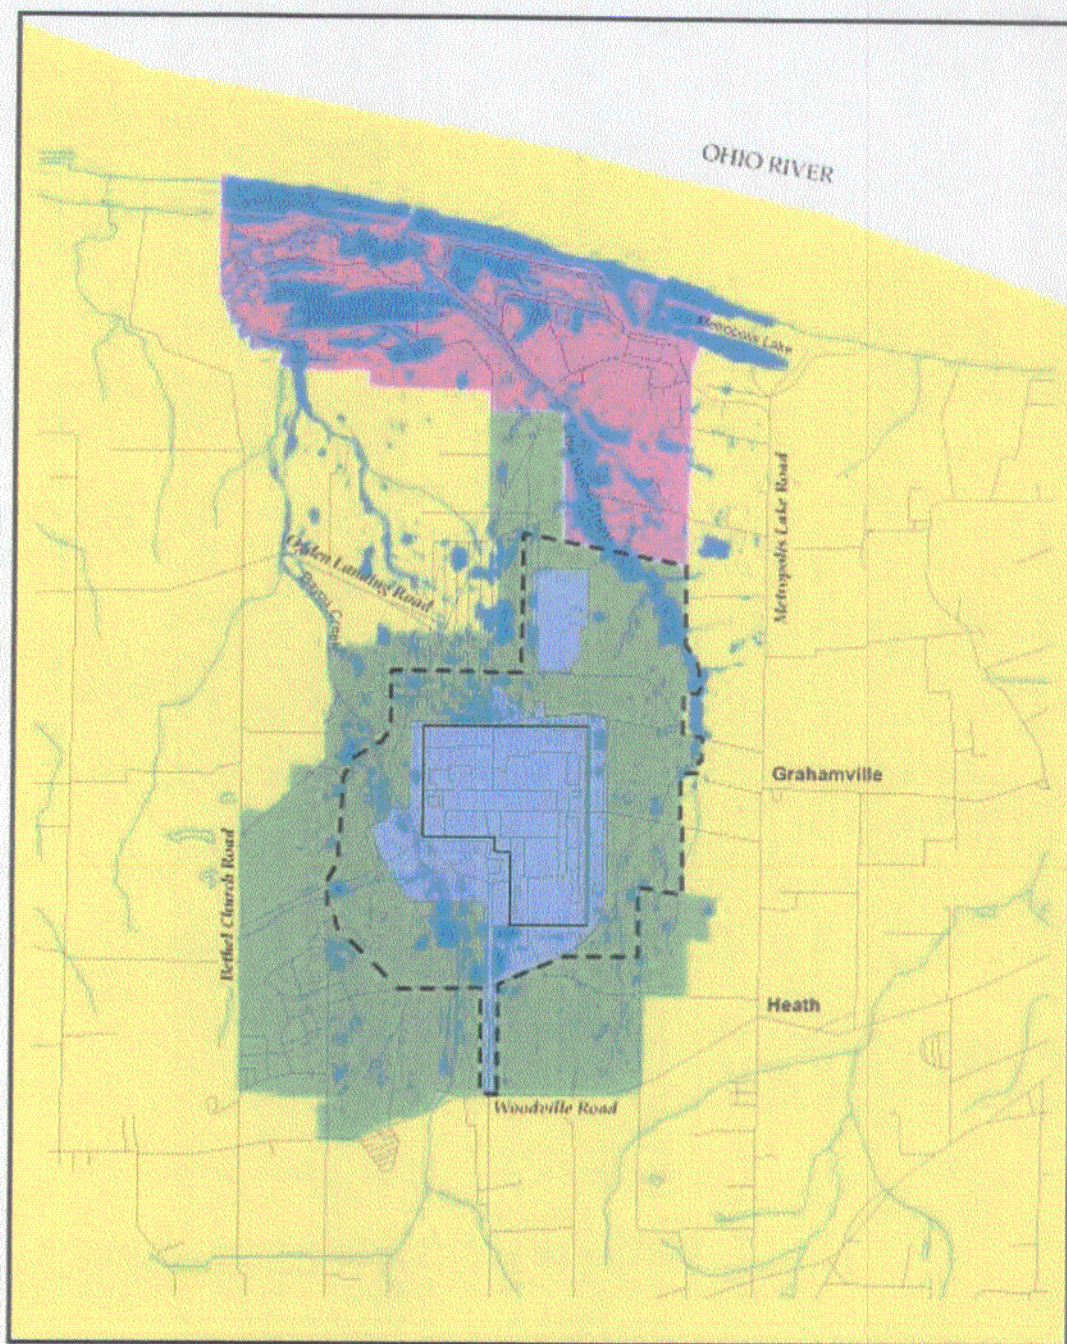 OHIO RIVER
Metropolis Lake
Metropolis Lake Road
Ogden Landing Road
Grahamville
Bethel Church Road
Heath
Woodville Road